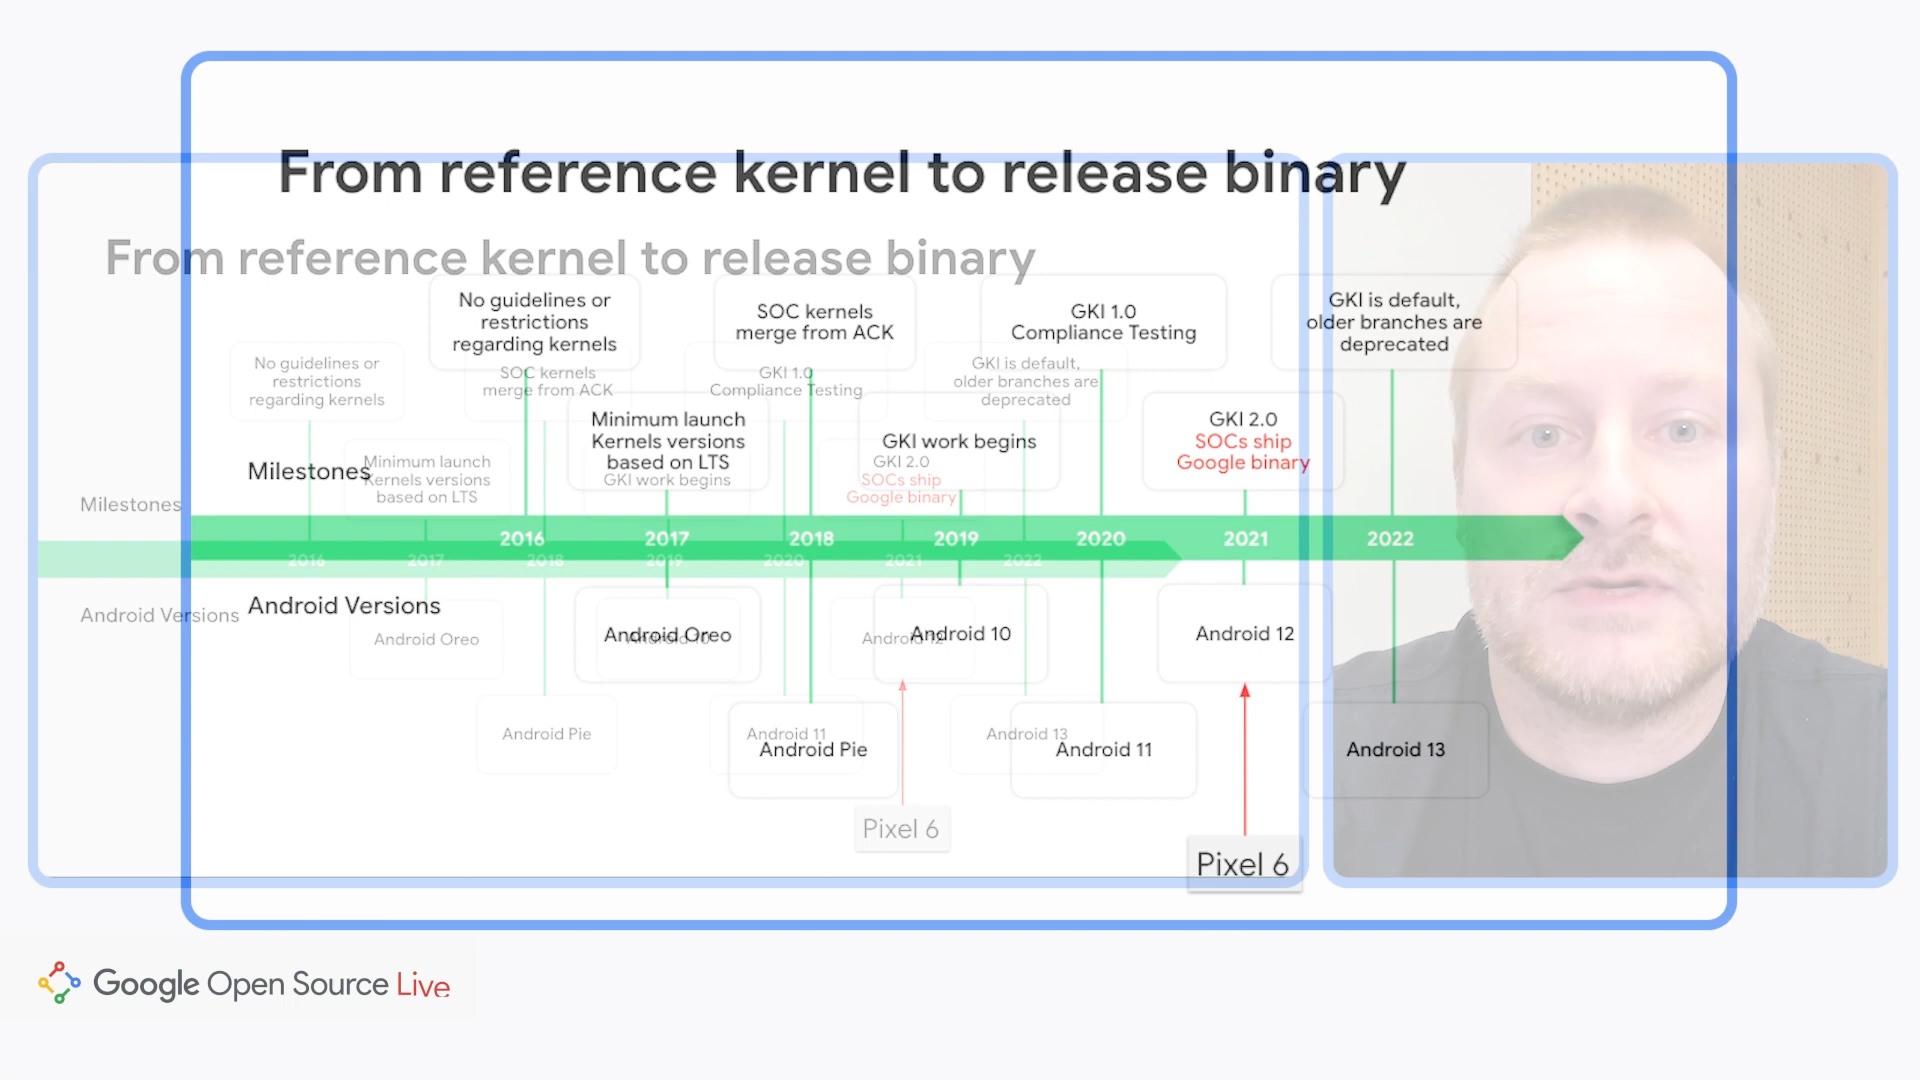 From reference kernel to release binary
From reference kernel to release binary
No guidelines or
restrictions
regarding kernels
SOC kernels
merge from ACK
GKI 1.0
Compliance Testing
GKI is default,
older branches are
deprecated
No guidelines or
restrictions
regarding kernels
SOC kernels
merge from ACK
GKI 1.0
Compliance Testing
GKI is default,
older branches are
deprecated
Minimum launch
Kernels versions
based on LTS
GKI work begins
GKI 2.0
SOCs ship
Google binary
Milestones
Minimum launch
Kernels versions
based on LTS
GKI work begins
GKI 2.0
SOCs ship
Google binary
Milestones
2016 2017 2018 2019 2020 2021 2022
2016 2017 2018 2019 2020 2021 2022
Android Versions
Android Versions
Android Oreo
Android 10
Android 12
Android Oreo
Android 10
Android 12
Android Pie
Android 11
Android 13
Android Pie
Android 11
Android 13
Pixel 6
Pixel 6
Google Open Source Live